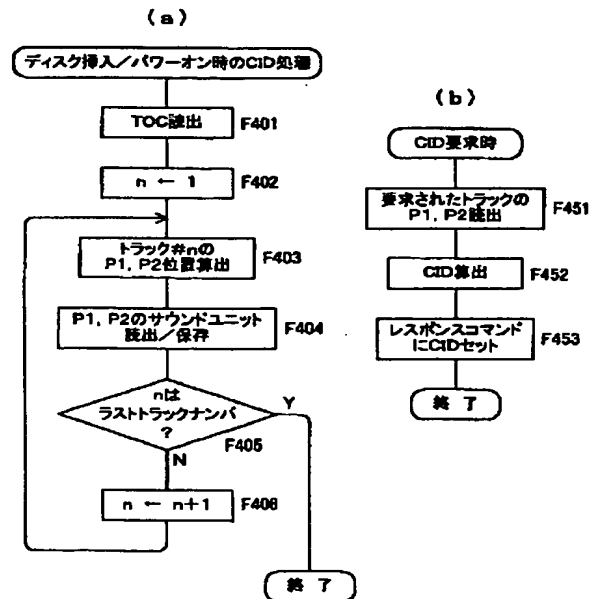 (a)
ディスク挿入／パワーオン時のCID処理
TOC読出
F401
n ← 1
F402
トラック#nの
P1, P2位置算出
F403
P1, P2のサウンドユニット
読出／保存
F404
nは
ラストトラックナンバ
?
Y
F405
N
n ← n+1
F406
終 了
(b)
CID要求時
要求されたトラックの
P1, P2読出
F451
CID算出
F452
レスポンスコマンド
にCIDセット
F453
終 了